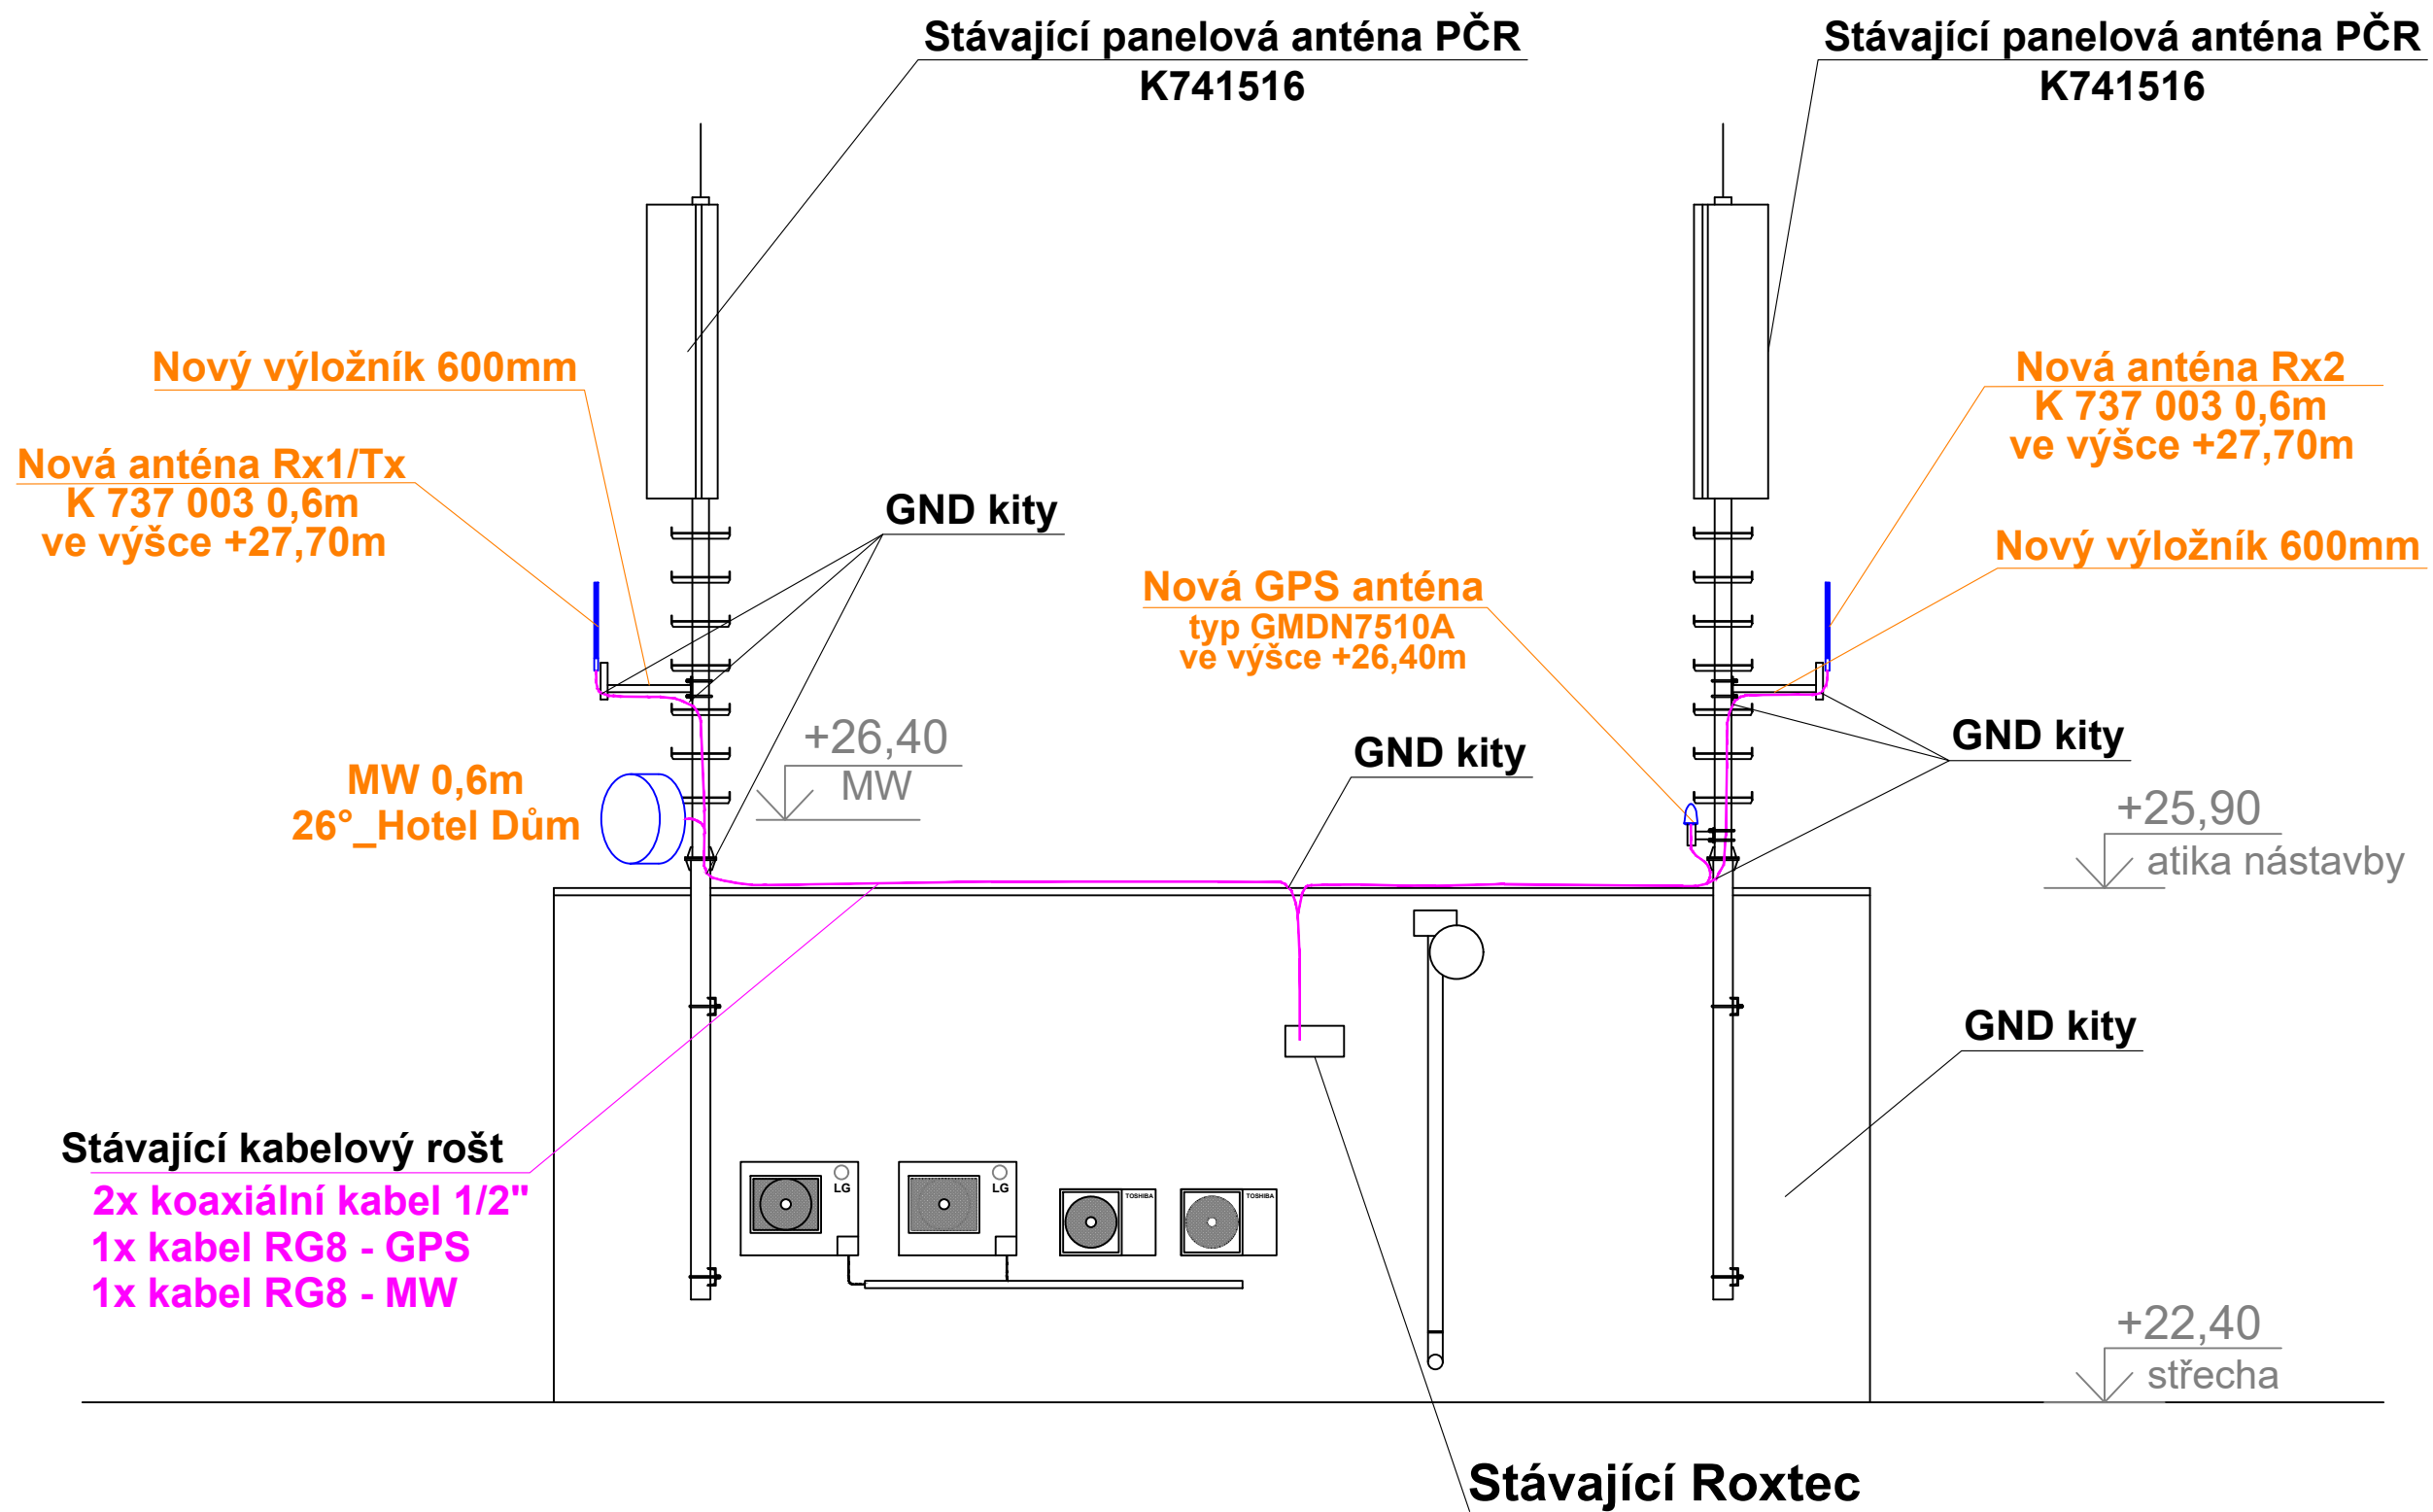 Stávající panelová anténa PČR
K741516
Stávající panelová anténa PČR
K741516
Nový výložník 600mm
Nová anténa Rx1/Tx
K 737 003 0,6m
ve výšce +27,70m
GND kity
Nová anténa Rx2
K 737 003 0,6m
ve výšce +27,70m
Nový výložník 600mm
Nová GPS anténa
typ GMDN7510A
ve výšce +26,40m
+26,40
MW
MW 0,6m
26°_Hotel Dům
GND kity
GND kity
+25,90
atika nástavby
GND kity
Stávající kabelový rošt
2x koaxiální kabel 1/2"
1x kabel RG8 - GPS
1x kabel RG8 - MW
LG
LG
TOSHIBA
TOSHIBA
+22,40
střecha
Stávající Roxtec